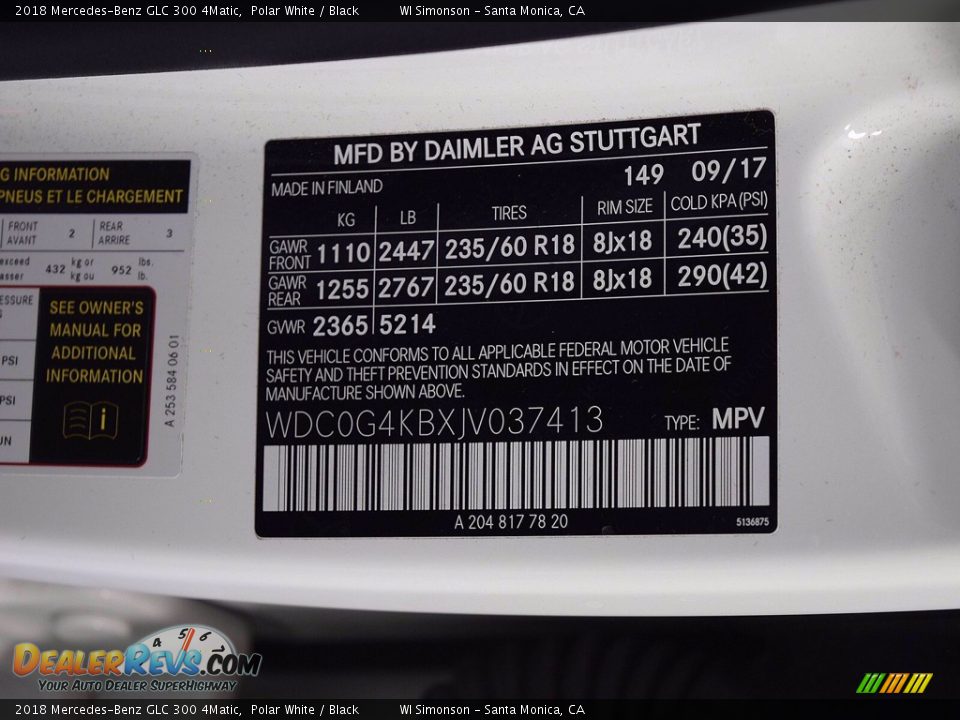 2018 Mercedes-Benz GLC 300 4Matic, Polar White / Black WI Simonson - Santa Monica, CA
G INFORMATION
PNEUS ET LE CHARGEMENT
FRONT AVANT 2 REAR ARRIRE 3
exceed 432 kg or 952 lbs.
asser kg ou lb.
ESSURE
PSI
PSI
UN
SEE OWNER'S
MANUAL FOR
ADDITIONAL
INFORMATION
i
A 253 584 06 01
MFD BY DAIMLER AG STUTTGART
149 09/17
MADE IN FINLAND
KG LB TIRES RIM SIZE COLD KPA (PSI)
GAWR FRONT 1110 2447 235/60 R18 8Jx18 240(35)
GAWR REAR 1255 2767 235/60 R18 8Jx18 290(42)
GVWR 2365 5214
THIS VEHICLE CONFORMS TO ALL APPLICABLE FEDERAL MOTOR VEHICLE
SAFETY AND THEFT PREVENTION STANDARDS IN EFFECT ON THE DATE OF
MANUFACTURE SHOWN ABOVE.
WDC0G4KBXJV037413 TYPE: MPV
A 204 817 78 20 5136875
4 5 6
DEALERREVS.COM
YOUR AUTO DEALER SUPERHIGHWAY
2018 Mercedes-Benz GLC 300 4Matic, Polar White / Black WI Simonson - Santa Monica, CA